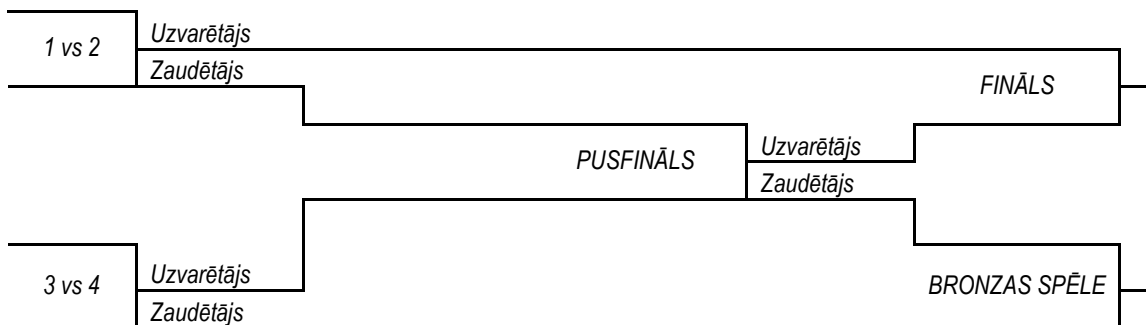 1 vs 2
Uzvarētājs
Zaudētājs
FINĀLS
PUSFINĀLS
Uzvarētājs
Zaudētājs
3 vs 4
Uzvarētājs
Zaudētājs
BRONZAS SPĒLE